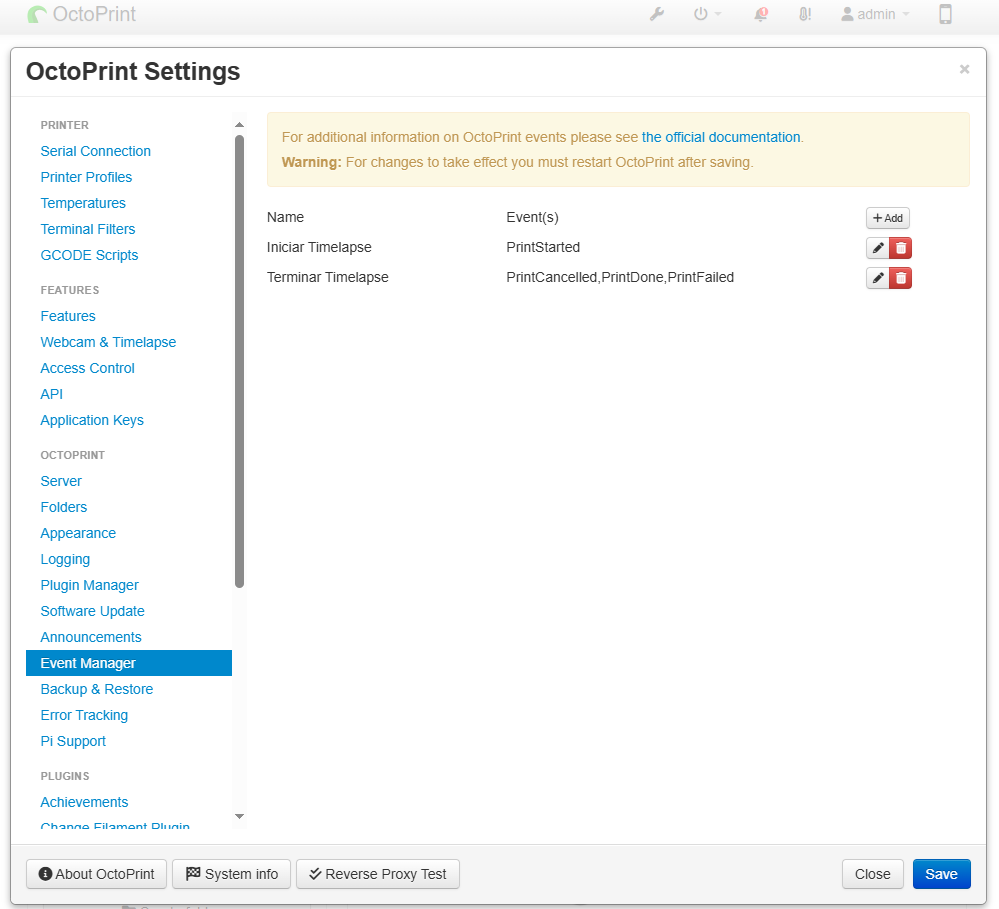 OctoPrint
admin
OctoPrint Settings
×
PRINTER
Serial Connection
Printer Profiles
Temperatures
Terminal Filters
GCODE Scripts
FEATURES
Features
Webcam & Timelapse
Access Control
API
Application Keys
OCTOPRINT
Server
Folders
Appearance
Logging
Plugin Manager
Software Update
Announcements
Event Manager
Backup & Restore
Error Tracking
Pi Support
PLUGINS
Achievements
Change Filament Plugin
For additional information on OctoPrint events please see the official documentation.
Warning: For changes to take effect you must restart OctoPrint after saving.
Name Event(s) Add
Iniciar Timelapse PrintStarted
Terminar Timelapse PrintCancelled,PrintDone,PrintFailed
About OctoPrint System info Reverse Proxy Test Close Save